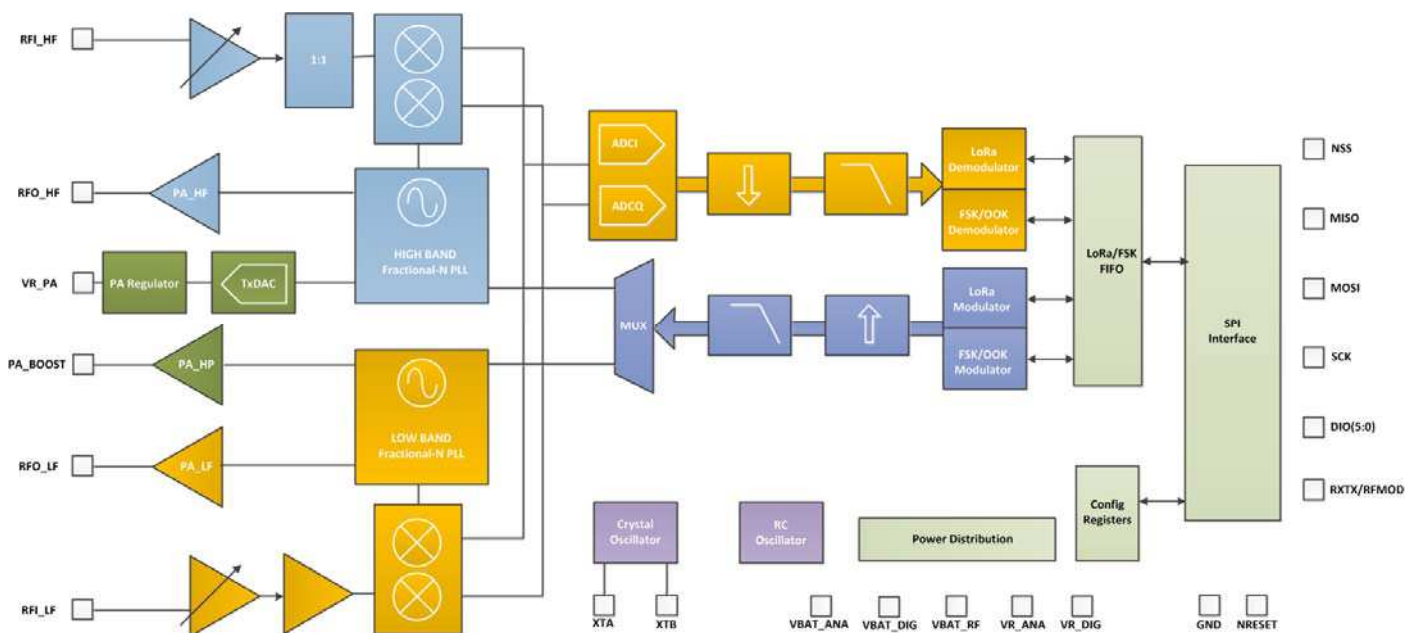 RFI_HF
1:1
ADCI
ADCQ
LoRa
Demodulator
FSK/OOK
Demodulator
NSS
RFO_HF
PA_HF
MISO
HIGH BAND
Fractional-N PLL
LoRa/FSK
FIFO
VR_PA
PA Regulator
TxDAC
MUX
LoRa
Modulator
FSK/OOK
Modulator
MOSI
SPI
Interface
PA_BOOST
PA_HP
SCK
LOW BAND
Fractional-N PLL
DIO(5:0)
RFO_LF
PA_LF
RXTX/RFMOD
Crystal
Oscillator
RC
Oscillator
Power Distribution
Config
Registers
RFI_LF
XTA
XTB
VBAT_ANA
VBAT_DIG
VBAT_RF
VR_ANA
VR_DIG
GND
NRESET